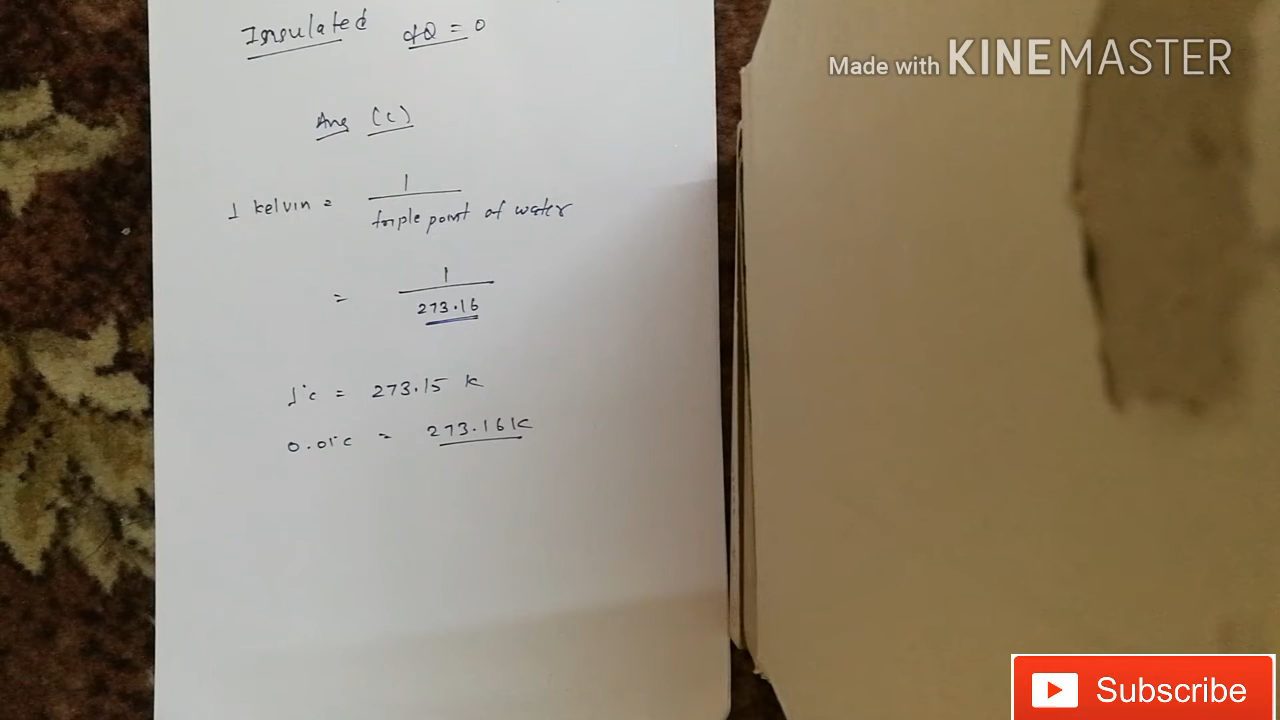 Insulated dQ = 0
Made with KINEMASTER
Ans (c)
1 kelvin = 1
triple point of water
= 1
273.16
1°c = 273.15 k
0.01°c = 273.16 K
Subscribe